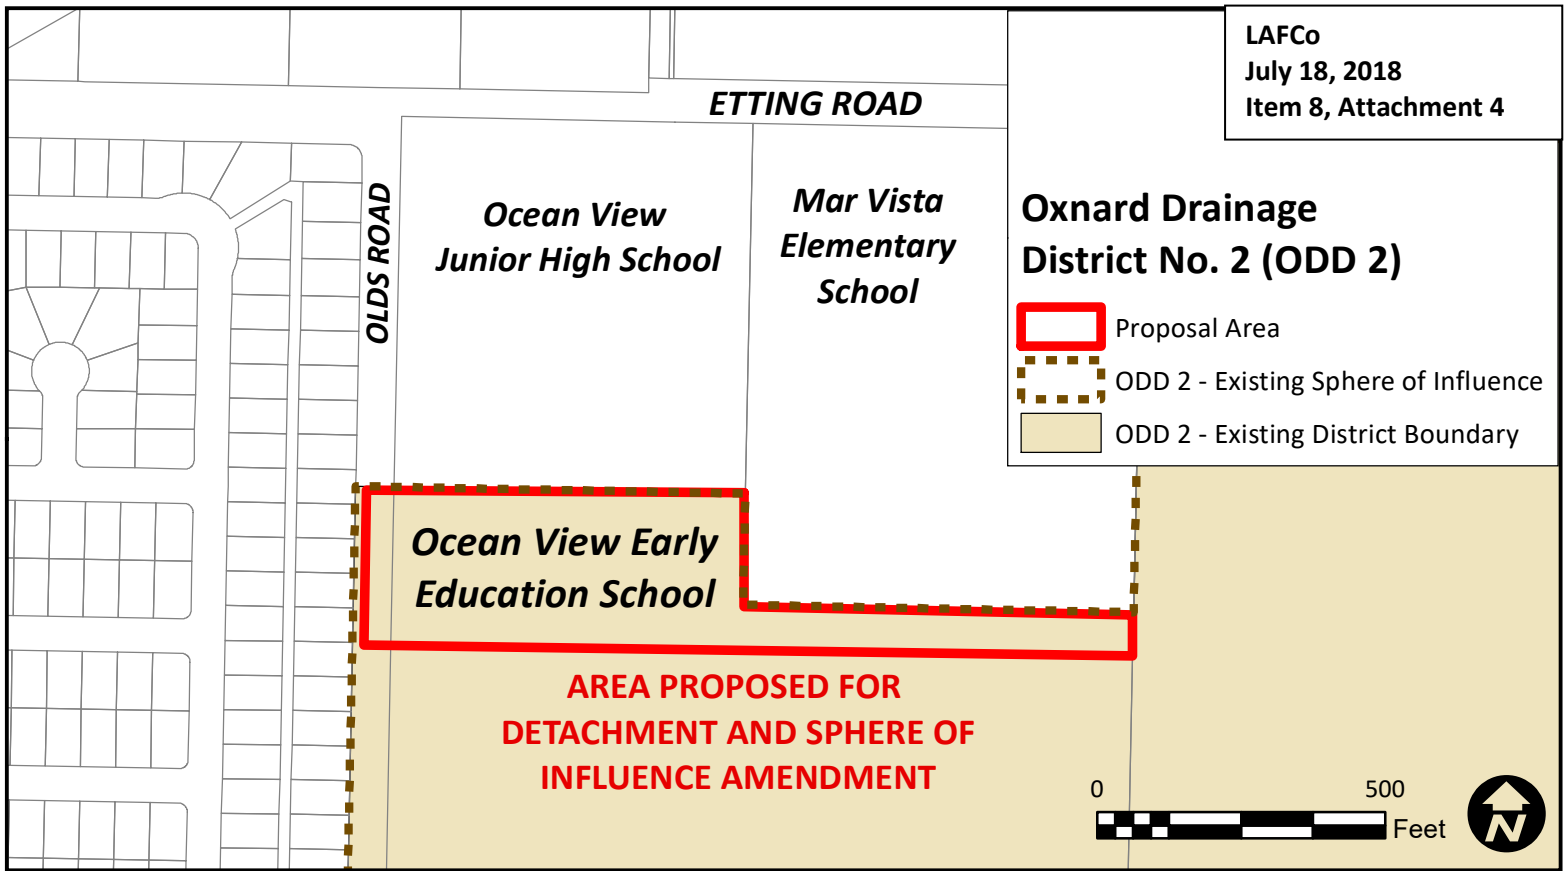 LAFCo
July 18, 2018
Item 8, Attachment 4
ETTING ROAD
OLDS ROAD
Ocean View
Junior High School
Mar Vista
Elementary
School
Oxnard Drainage
District No. 2 (ODD 2)
Proposal Area
ODD 2 - Existing Sphere of Influence
ODD 2 - Existing District Boundary
Ocean View Early
Education School
AREA PROPOSED FOR
DETACHMENT AND SPHERE OF
INFLUENCE AMENDMENT
0 500
Feet
N